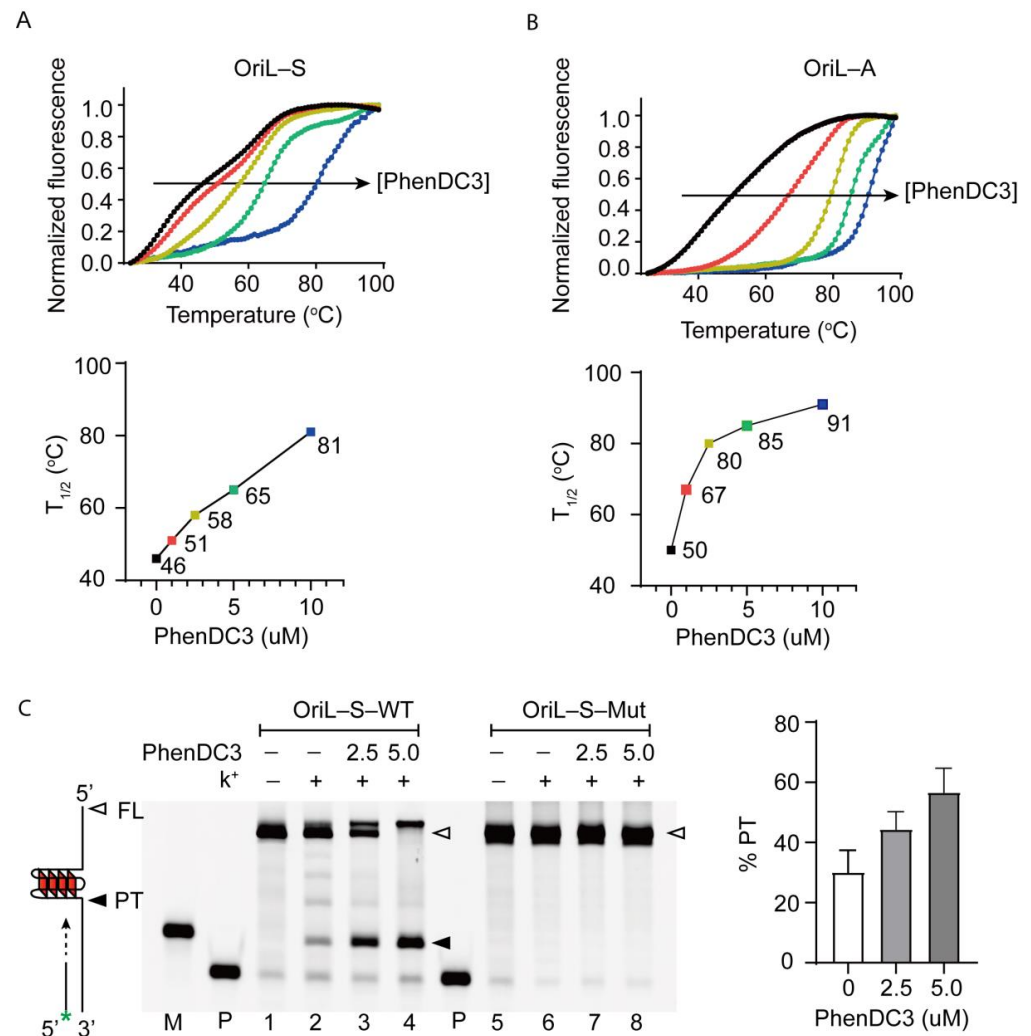 A
OriL–S
Normalized fluorescence
1.0
0.8
0.6
0.4
0.2
0.0
[PhenDC3]
40 60 80 100
Temperature (°C)
T1/2 (°C)
100
80
60
40
46
51
58
65
81
0 5 10
PhenDC3 (uM)
B
OriL–A
Normalized fluorescence
1.0
0.8
0.6
0.4
0.2
0.0
[PhenDC3]
40 60 80 100
Temperature (°C)
T1/2 (°C)
100
80
60
40
50
67
80
85
91
0 5 10
PhenDC3 (uM)
C
OriL–S–WT OriL–S–Mut
PhenDC3 – – 2.5 5.0 – – 2.5 5.0
k+ – + + + – + + +
5'
FL
PT
5' * 3'
M P 1 2 3 4 P 5 6 7 8
% PT
80
60
40
20
0
0 2.5 5.0
PhenDC3 (uM)